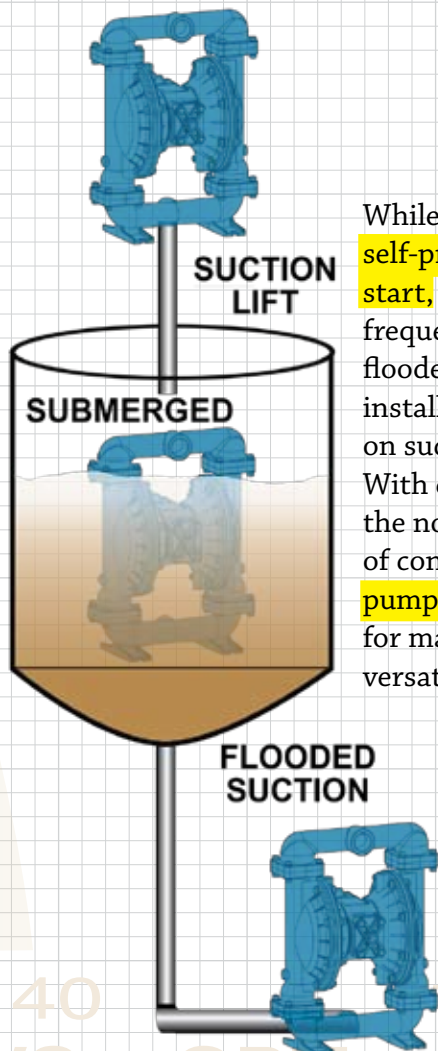 SUCTION
LIFT
SUBMERGED
FLOODED
SUCTION
While
self-pr
start,
freque
floode
install
on suc
With
the no
of con
pump
for ma
versat
40